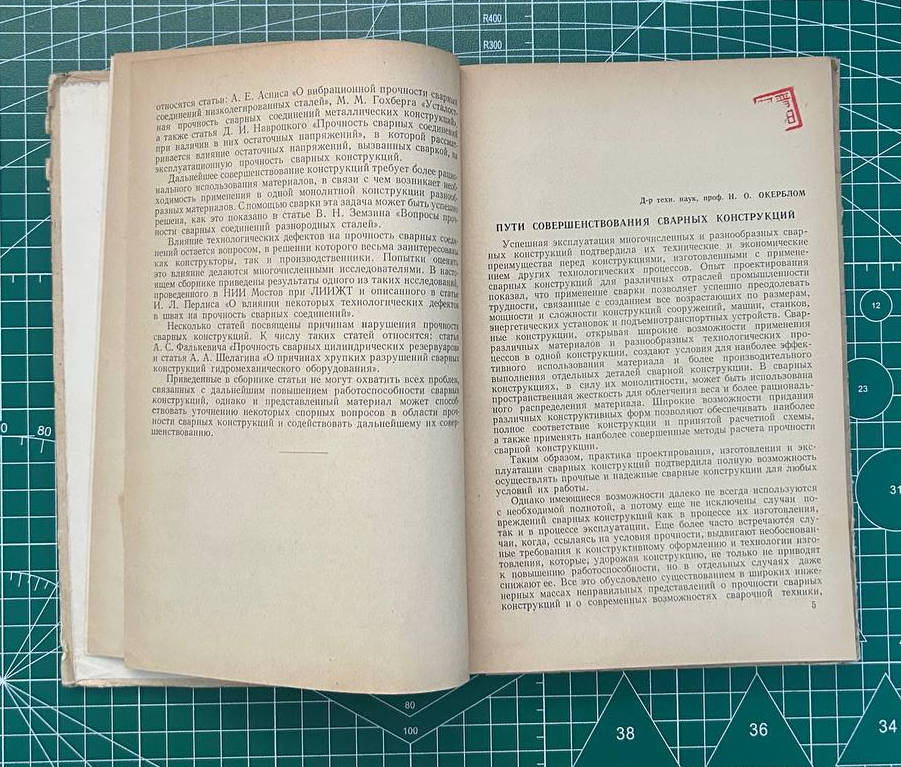 относятся статьи: А. Е. Асниса «О вибрационной прочности сварных
соединений низколегированных сталей», М. М. Гохберга «Усталост-
ная прочность сварных соединений металлических конструкций»,
а также статья Д. И. Навроцкого «Прочность сварных соединений
при наличии в них остаточных напряжений», в которой рассмат-
ривается влияние остаточных напряжений, вызванных сваркой, на
эксплуатационную прочность сварных конструкций.
Дальнейшее совершенствование конструкций требует более рацио-
нального использования материалов, в связи с чем возникает необ-
ходимость применения в одной монолитной конструкции разнооб-
разных материалов. С помощью сварки эта задача может быть успешно
решена, как это показано в статье В. Н. Земзина «Вопросы проч-
ности сварных соединений разнородных сталей».
Влияние технологических дефектов на прочность сварных соеди-
нений остается вопросом, в решении которого весьма заинтересованы
как конструкторы, так и производственники. Попытки оценить
это влияние делаются многочисленными исследователями. В насто-
ящем сборнике приведены результаты одного из таких исследований,
проведенного в НИИ Мостов при ЛИИЖТ и описанного в статье
И. Л. Герлиса «О влиянии некоторых технологических дефектов
в швах на прочность сварных соединений».
Несколько статей посвящены причинам нарушения прочности
сварных конструкций. К числу таких статей относятся: статья
А. С. Фалькевича «Прочность сварных цилиндрических резервуаров»
и статья А. А. Шелагина «О причинах хрупких разрушений сварных
конструкций гидромеханического оборудования».
Приведенные в сборнике статьи не могут охватить всех проблем,
связанных с дальнейшим повышением работоспособности сварных
конструкций, однако и представленный материал может способ-
ствовать уточнению некоторых спорных вопросов в области проч-
ности сварных конструкций и содействовать дальнейшему их совер-
шенствованию.
Д-р техн. наук, проф. Н. О. ОКЕРБЛОМ
ПУТИ СОВЕРШЕНСТВОВАНИЯ СВАРНЫХ КОНСТРУКЦИЙ
Успешная эксплуатация многочисленных и разнообразных свар-
ных конструкций подтвердила их технические и экономические
преимущества перед конструкциями, изготовленными с примене-
нием других технологических процессов. Опыт проектирования
сварных конструкций для различных отраслей промышленности
показал, что применение сварки позволяет успешно преодолевать
трудности, связанные с созданием все возрастающих по размерам,
мощности и сложности конструкций сооружений, машин, станков,
энергетических установок и подъемнотранспортных устройств. Свар-
ные конструкции, открывая широкие возможности применения
различных материалов и разнообразных технологических про-
цессов в одной конструкции, создают условия для наиболее эффек-
тивного использования материала и более производительного
выполнения отдельных деталей сварной конструкции. В сварных
конструкциях, в силу их монолитности, может быть использована
пространственная жесткость для облегчения веса и более рациональ-
ного распределения материала. Широкие возможности придания
различных конструктивных форм позволяют обеспечивать наиболее
полное соответствие конструкции и принятой расчетной схемы,
а также применять наиболее совершенные методы расчета прочности
сварной конструкции.
Таким образом, практика проектирования, изготовления и экс-
плуатации сварных конструкций подтвердила полную возможность
осуществлять прочные и надежные сварные конструкции для любых
условий их работы.
Однако имеющиеся возможности далеко не всегда используются
с необходимой полнотой, а потому еще не исключены случаи по-
вреждений сварных конструкций как в процессе их изготовления,
так и в процессе эксплуатации. Еще более часто встречаются слу-
чаи, когда, ссылаясь на условия прочности, выдвигают необоснован-
ные требования к конструктивному оформлению и технологии изго-
товления, которые, удорожая конструкцию, не только не приводят
к повышению работоспособности, но в отдельных случаях даже
снижают ее. Все это обусловлено существованием в широких инже-
нерных массах неправильных представлений о прочности сварных
конструкций и о современных возможностях сварочной техники,
5
R400
R300
12
23
31
0
80
80
100
38
36
34